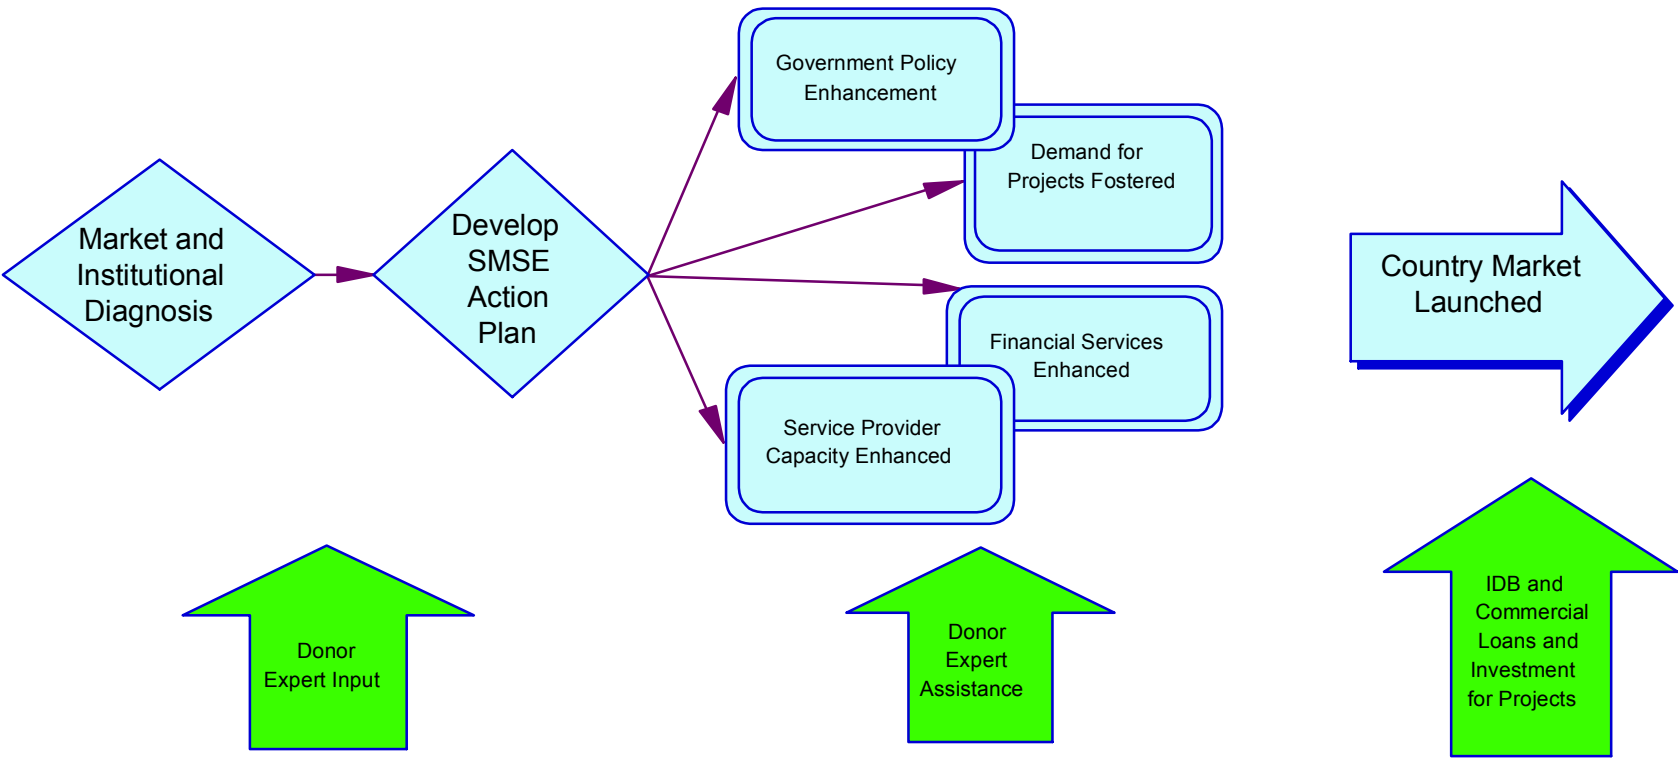 Market and
Institutional
Diagnosis
Develop
SMSE
Action
Plan
Government Policy
Enhancement
Demand for
Projects Fostered
Financial Services
Enhanced
Service Provider
Capacity Enhanced
Country Market
Launched
Donor
Expert Input
Donor
Expert
Assistance
IDB and
Commercial
Loans and
Investment
for Projects